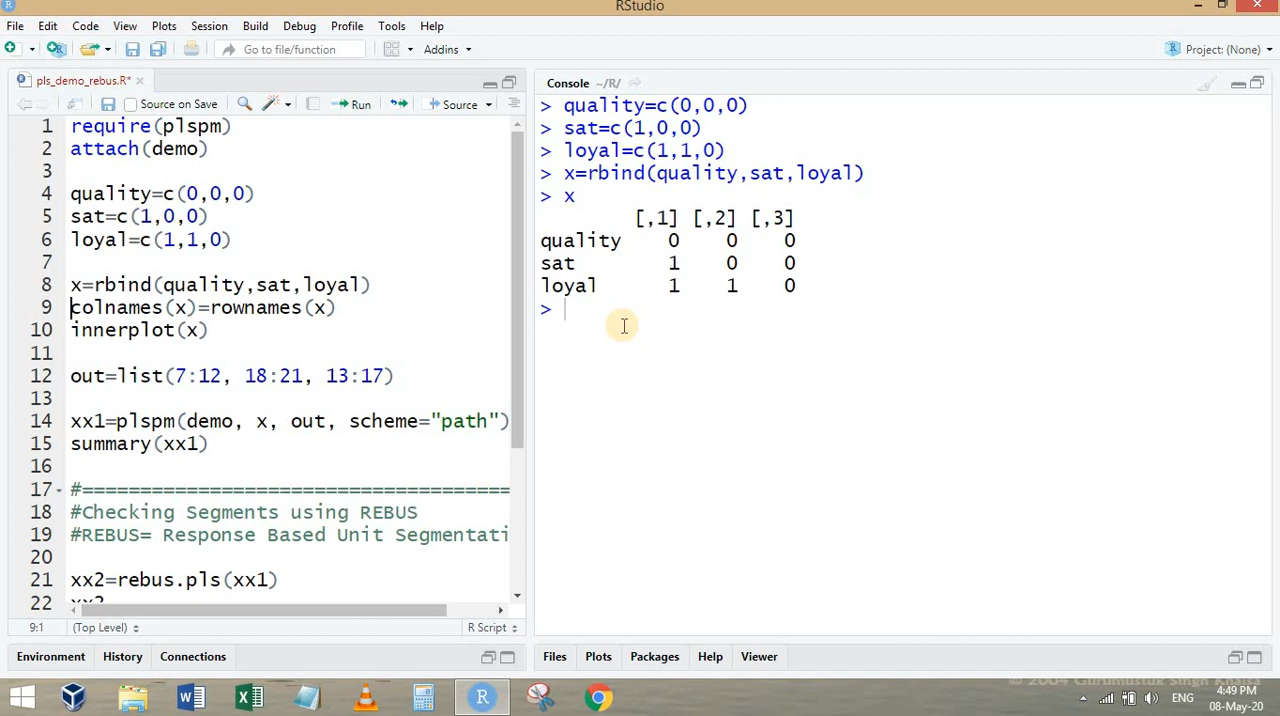 RStudio
File Edit Code View Plots Session Build Debug Profile Tools Help
Go to file/function Addins Project: (None)
pls_demo_rebus.R*
Source on Save Run Source
1 require(plspm)
2 attach(demo)
3
4 quality=c(0,0,0)
5 sat=c(1,0,0)
6 loyal=c(1,1,0)
7
8 x=rbind(quality,sat,loyal)
9 colnames(x)=rownames(x)
10 innerplot(x)
11
12 out=list(7:12, 18:21, 13:17)
13
14 xx1=plspm(demo, x, out, scheme="path")
15 summary(xx1)
16
17 #=====================================
18 #Checking Segments using REBUS
19 #REBUS= Response Based Unit Segmentati
20
21 xx2=rebus.pls(xx1)
22 xx2
9:1 (Top Level) R Script
Environment History Connections
Console ~/R/
> quality=c(0,0,0)
> sat=c(1,0,0)
> loyal=c(1,1,0)
> x=rbind(quality,sat,loyal)
> x
[,1] [,2] [,3]
quality 0 0 0
sat 1 0 0
loyal 1 1 0
>
Files Plots Packages Help Viewer
© 2004 Gurumustuk Singh Khalsa
ENG 4:49 PM
08-May-20